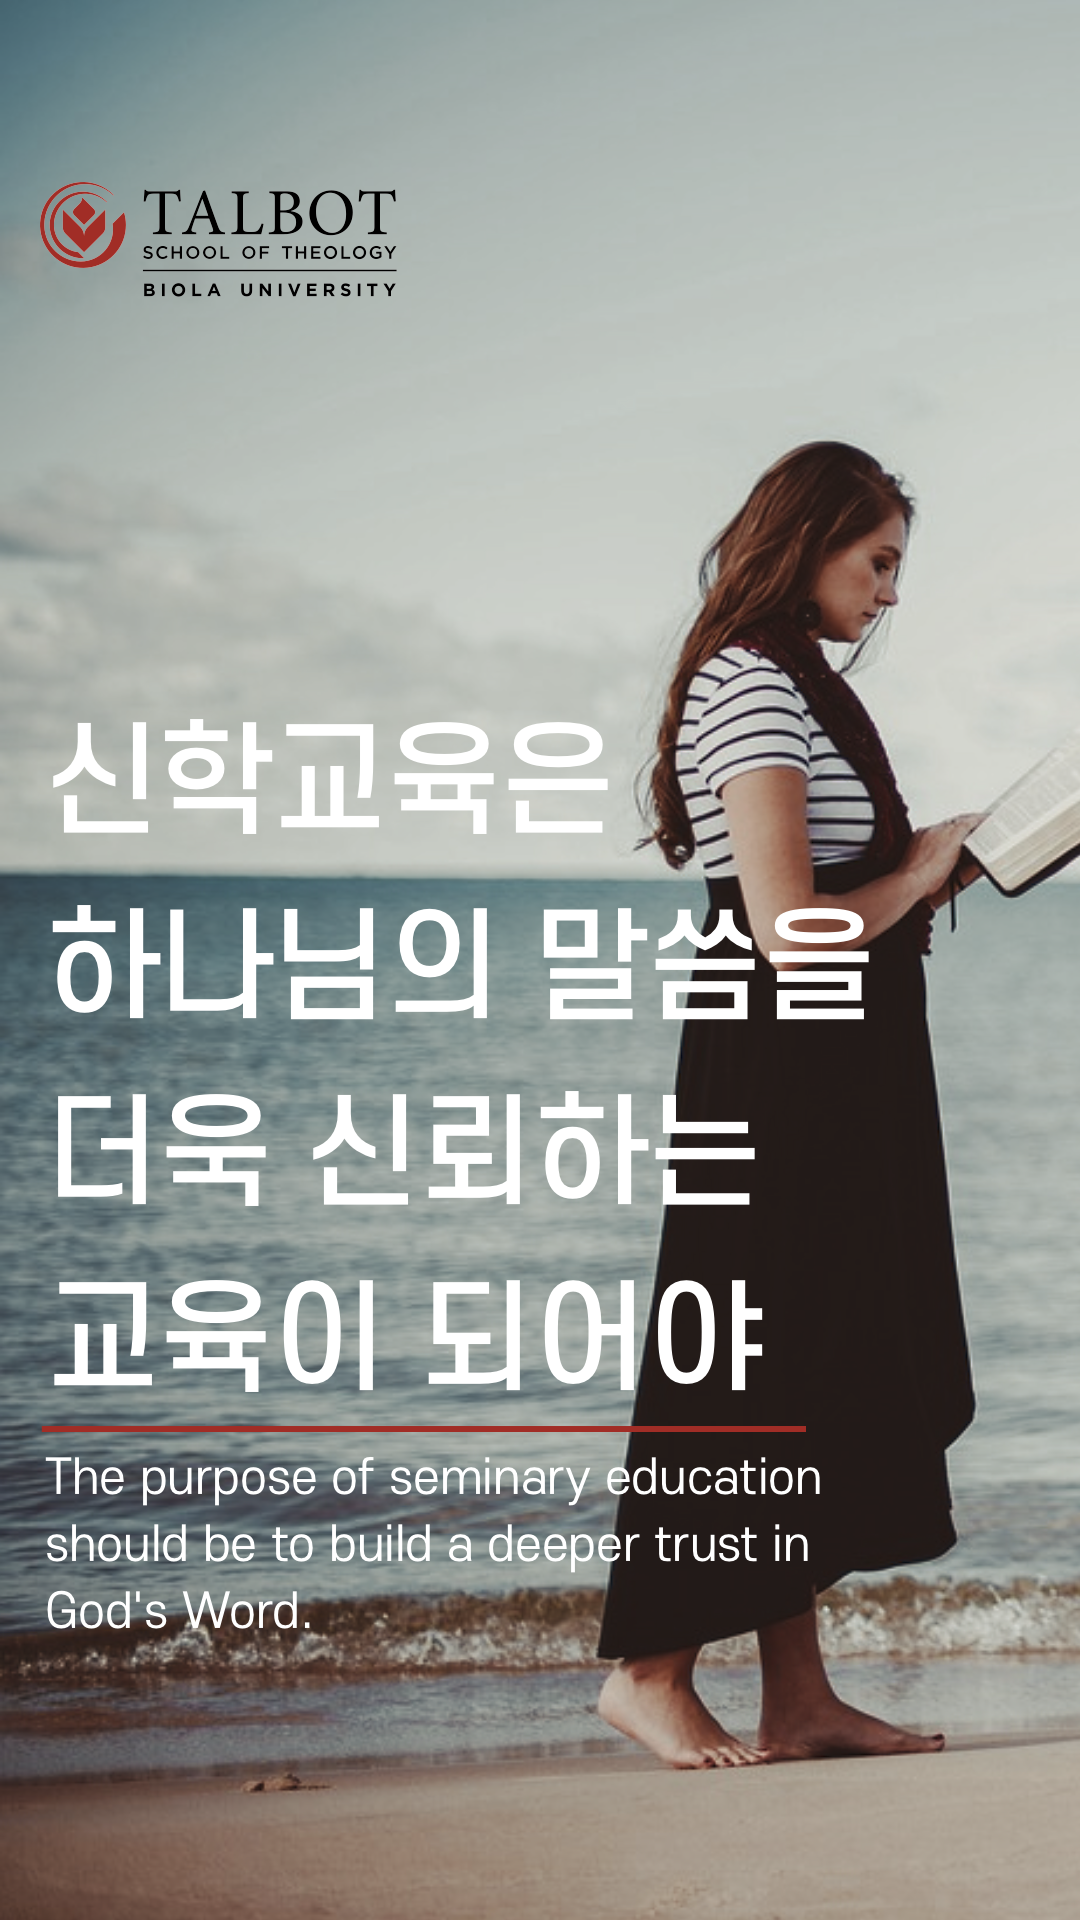 TALBOT
SCHOOL OF THEOLOGY
BIOLA UNIVERSITY
신학교육은
하나님의 말씀을
더욱 신뢰하는
교육이 되어야
The purpose of seminary education
should be to build a deeper trust in
God's Word.